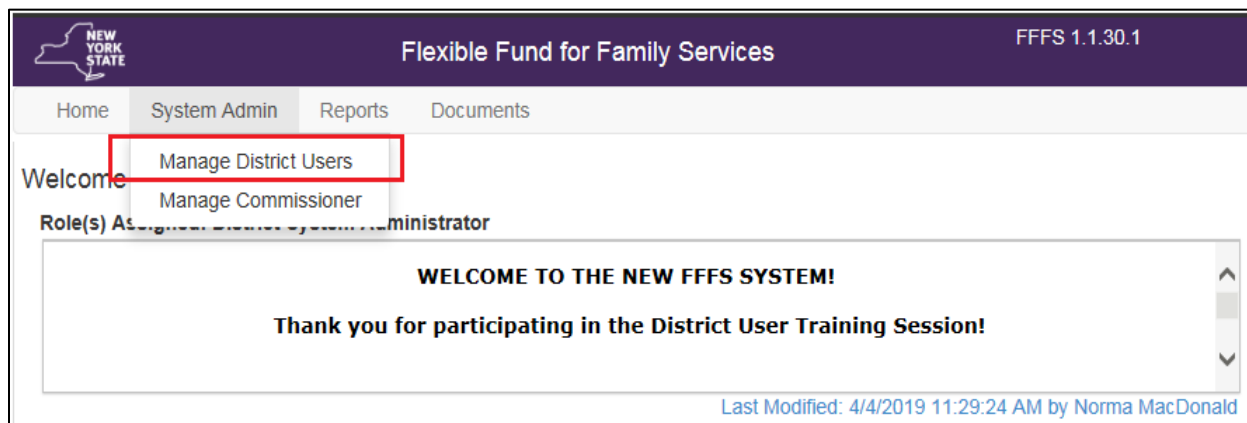 NEW
YORK
STATE
Flexible Fund for Family Services
FFFS 1.1.30.1
Home System Admin Reports Documents
Manage District Users
Welcome
Manage Commissioner
Role(s)
WELCOME TO THE NEW FFFS SYSTEM!
Thank you for participating in the District User Training Session!
Last Modified: 4/4/2019 11:29:24 AM by Norma MacDonald